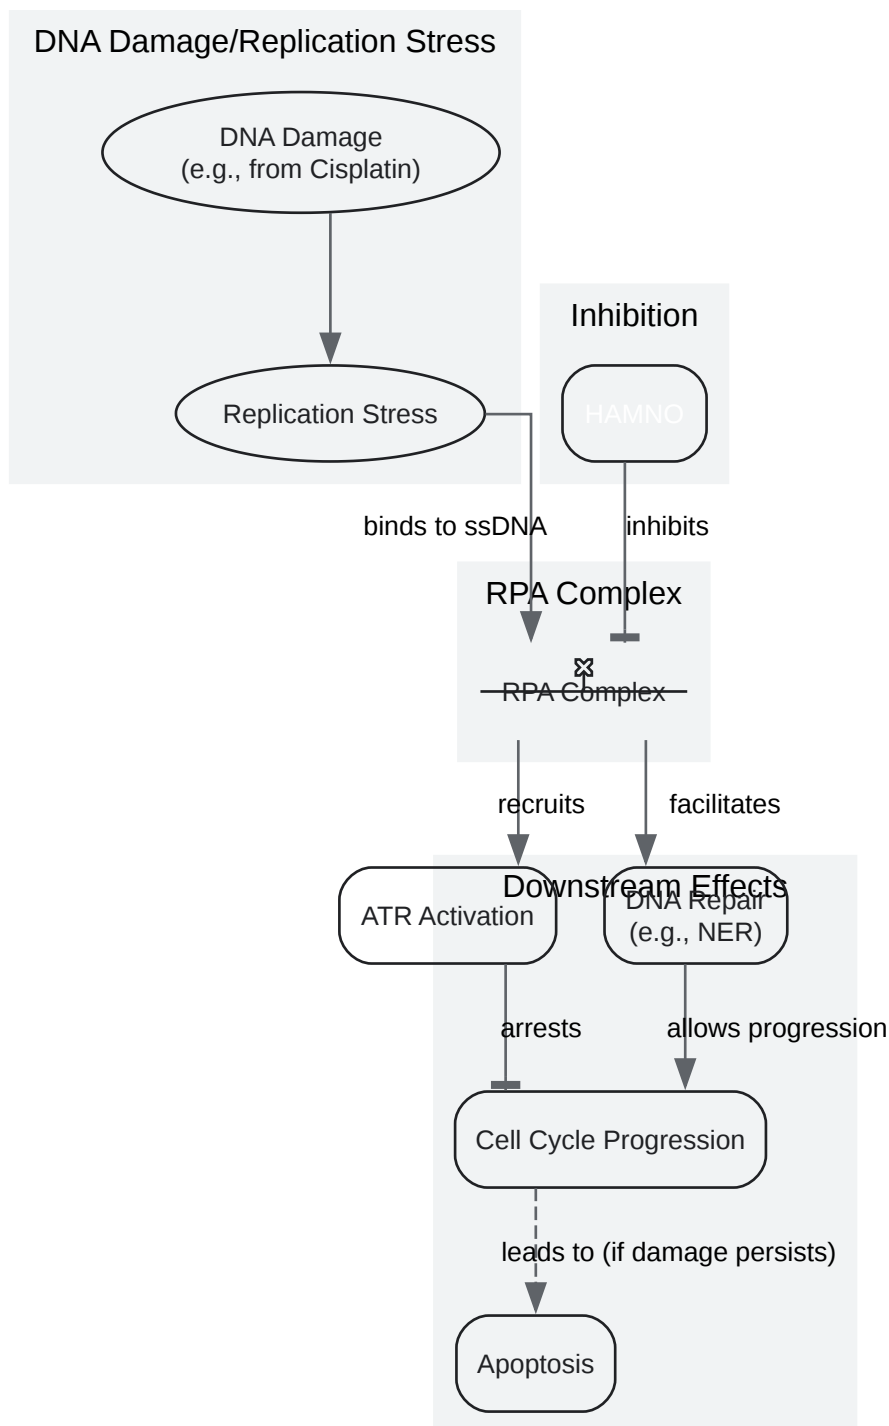 DNA Damage/Replication Stress
DNA Damage
(e.g., from Cisplatin)
Inhibition
Replication Stress
HAMNO
binds to ssDNA
inhibits
RPA Complex
RPA Complex
recruits
facilitates
Downstream Effects
ATR Activation
DNA Repair
(e.g., NER)
arrests
allows progression
Cell Cycle Progression
leads to (if damage persists)
Apoptosis